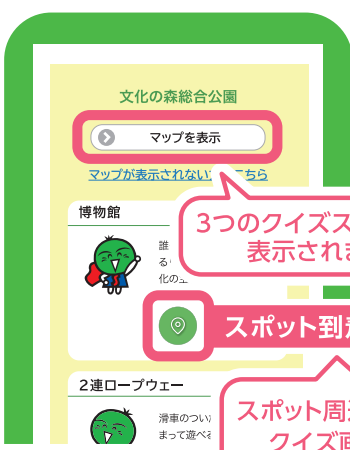 文化の森総合公園
マップを表示
マップが表示されない
こちら
3つのクイズス
表示されま
博物館
誰
る
化の
スポット到
2連ロープウェー
滑車のつい
まって遊べ
スポット周
クイズ画